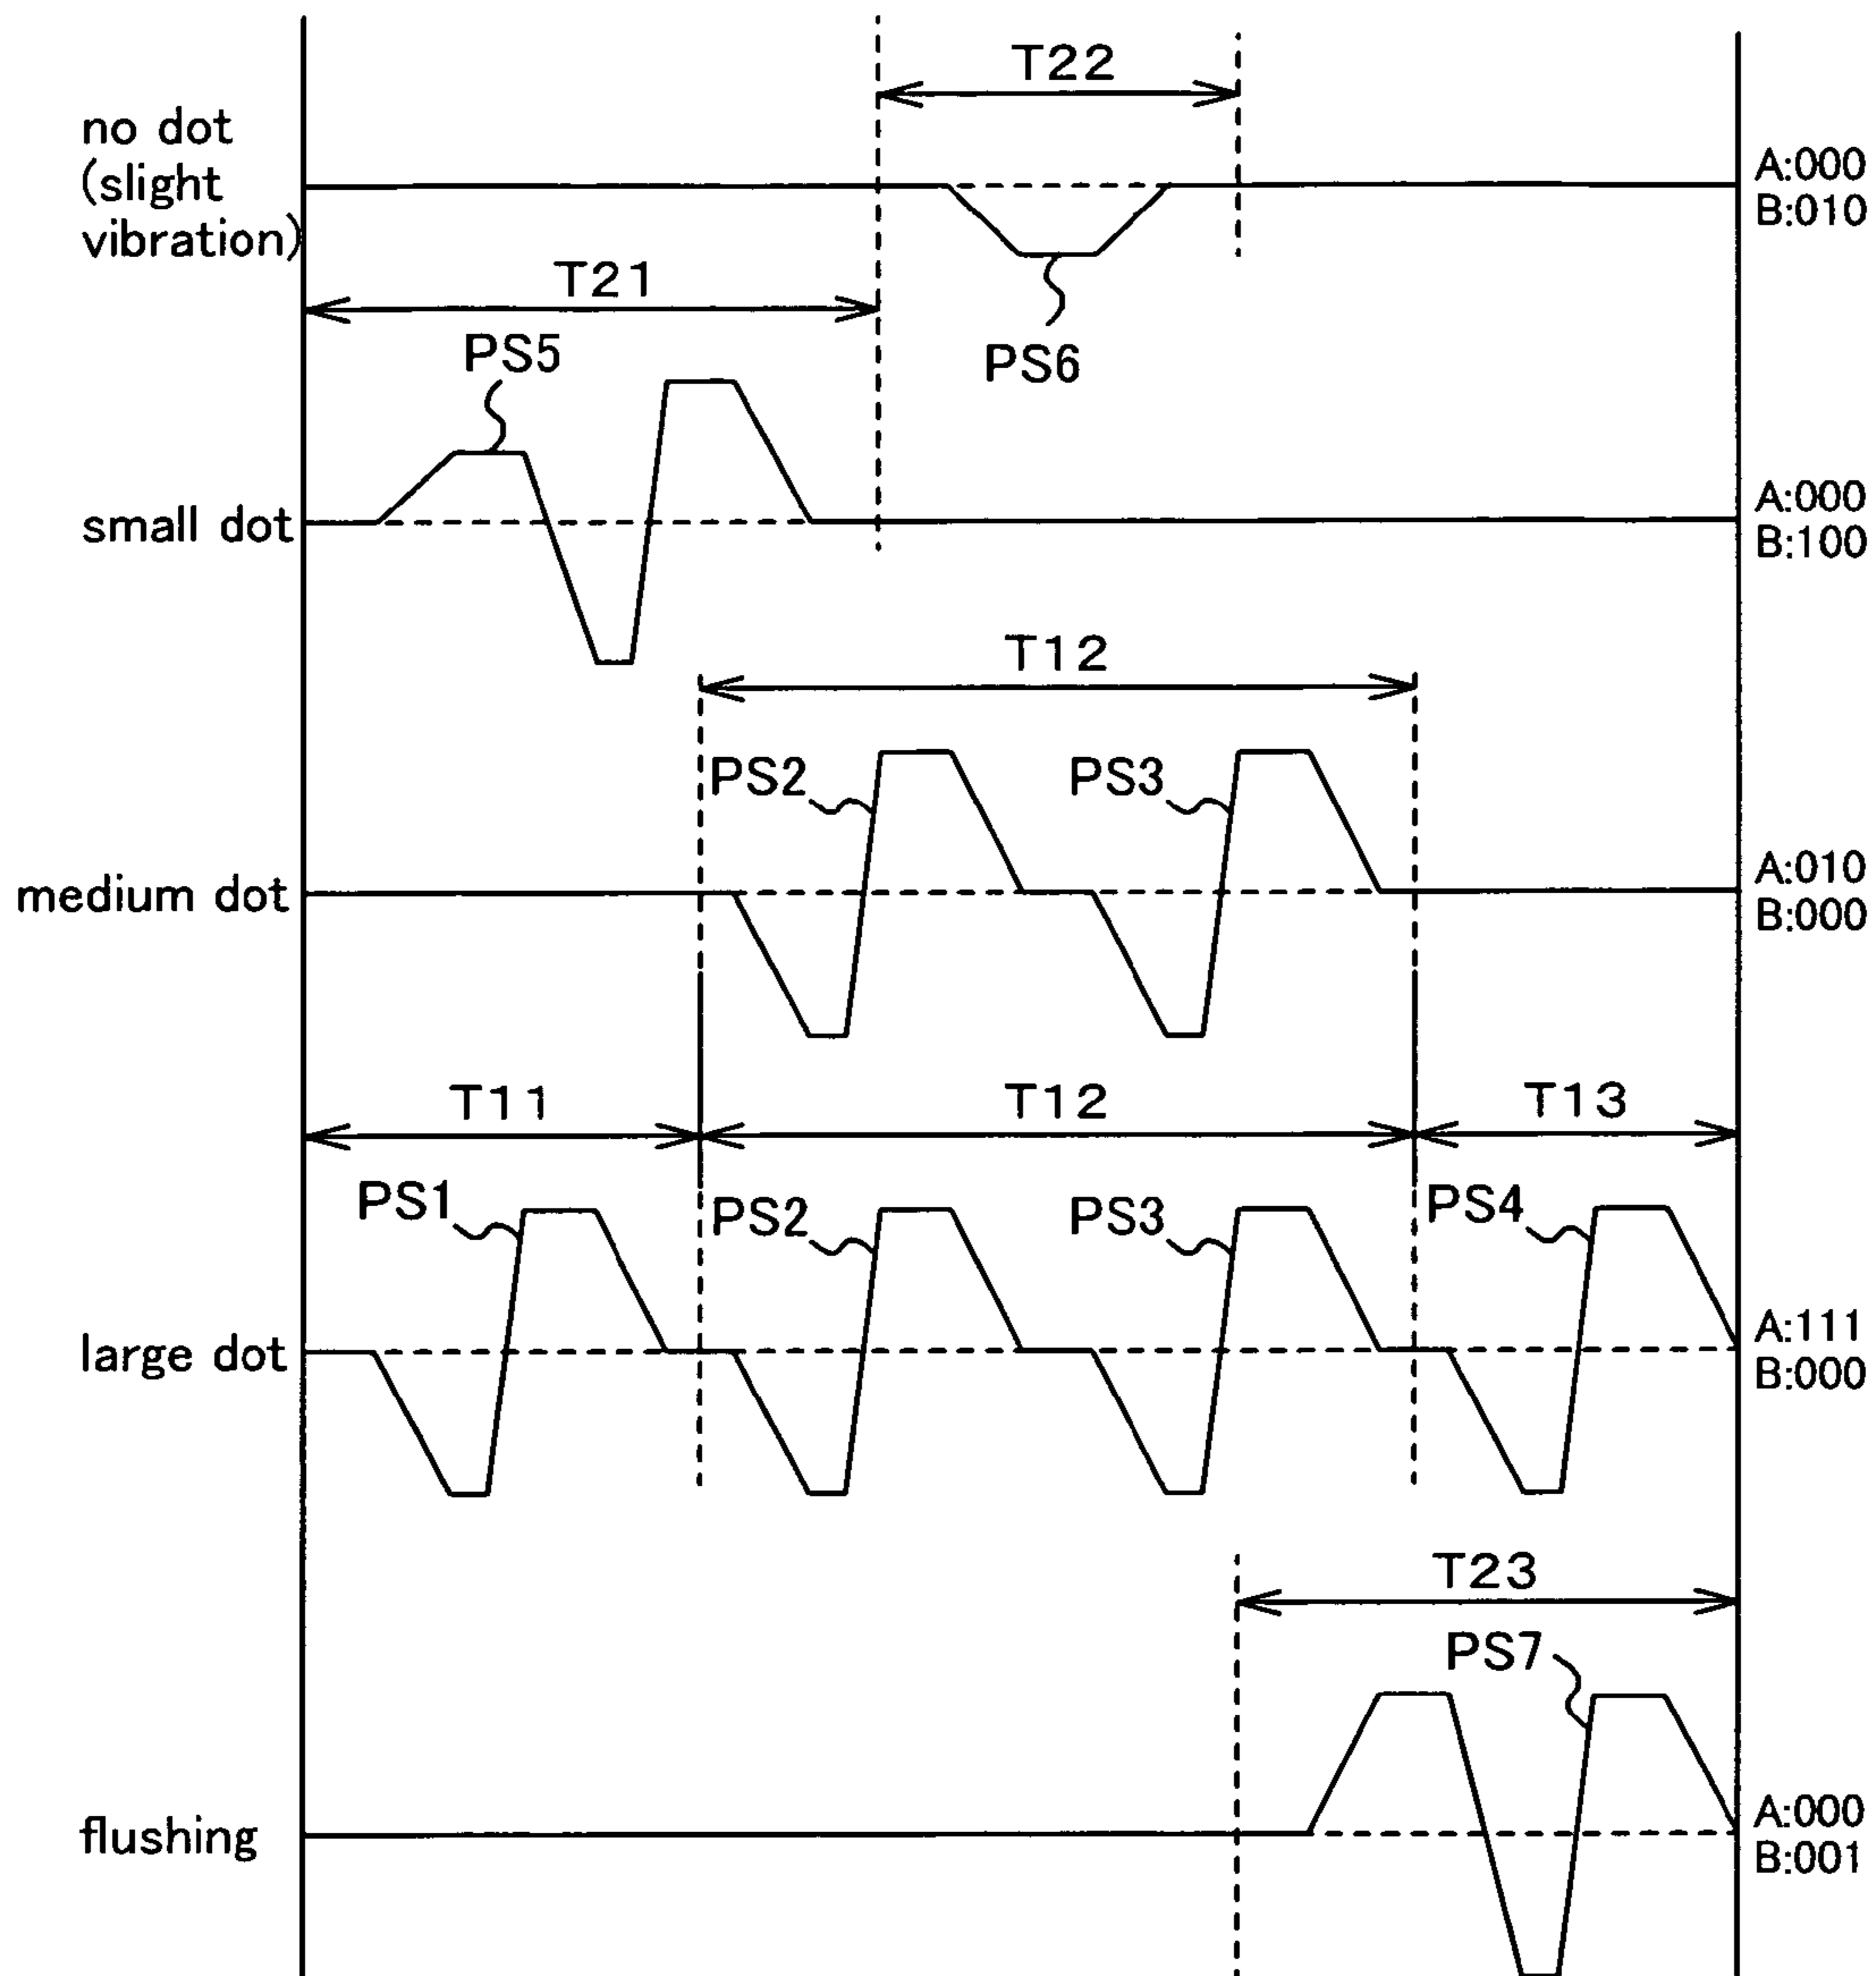 T22
no dot
(slight
vibration)
A:000
B:010
T21
PS5
PS6
small dot
A:000
B:100
T12
PS2
PS3
medium dot
A:010
B:000
T11
T12
T13
PS1
PS2
PS3
PS4
large dot
A:111
B:000
T23
PS7
flushing
A:000
B:001